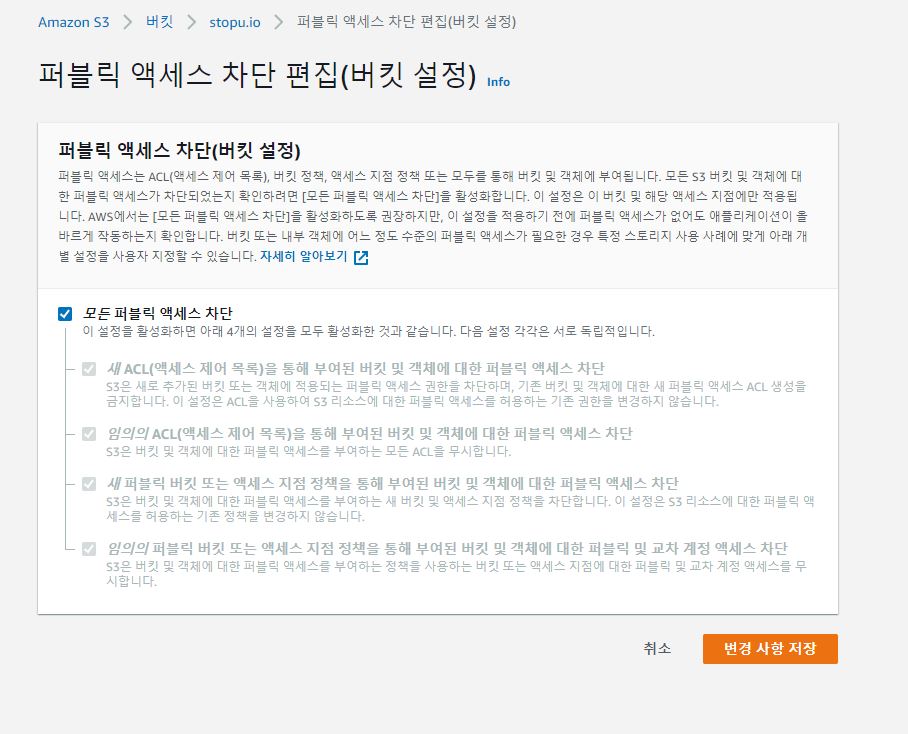 Amazon S3 > 버킷 > stopu.io > 퍼블릭 액세스 차단 편집(버킷 설정)
퍼블릭 액세스 차단 편집(버킷 설정) Info
퍼블릭 액세스 차단(버킷 설정)
퍼블릭 액세스는 ACL(액세스 제어 목록), 버킷 정책, 액세스 지점 정책 또는 모두를 통해 버킷 및 객체에 부여됩니다. 모든 S3 버킷 및 객체에 대
한 퍼블릭 액세스가 차단되었는지 확인하려면 [모든 퍼블릭 액세스 차단]을 활성화합니다. 이 설정은 이 버킷 및 해당 액세스 지점에만 적용됩
니다. AWS에서는 [모든 퍼블릭 액세스 차단]을 활성화하도록 권장하지만, 이 설정을 적용하기 전에 퍼블릭 액세스가 없어도 애플리케이션이 올
바르게 작동하는지 확인합니다. 버킷 또는 내부 객체에 어느 정도 수준의 퍼블릭 액세스가 필요한 경우 특정 스토리지 사용 사례에 맞게 아래 개
별 설정을 사용자 지정할 수 있습니다. 자세히 알아보기
모든 퍼블릭 액세스 차단
이 설정을 활성화하면 아래 4개의 설정을 모두 활성화한 것과 같습니다. 다음 설정 각각은 서로 독립적입니다.
새 ACL(액세스 제어 목록)을 통해 부여된 버킷 및 객체에 대한 퍼블릭 액세스 차단
S3은 새로 추가된 버킷 또는 객체에 적용되는 퍼블릭 액세스 권한을 차단하며, 기존 버킷 및 객체에 대한 새 퍼블릭 액세스 ACL 생성을
금지합니다. 이 설정은 ACL을 사용하여 S3 리소스에 대한 퍼블릭 액세스를 허용하는 기존 권한을 변경하지 않습니다.
임의의 ACL(액세스 제어 목록)을 통해 부여된 버킷 및 객체에 대한 퍼블릭 액세스 차단
S3은 버킷 및 객체에 대한 퍼블릭 액세스를 부여하는 모든 ACL을 무시합니다.
새 퍼블릭 버킷 또는 액세스 지점 정책을 통해 부여된 버킷 및 객체에 대한 퍼블릭 액세스 차단
S3은 버킷 및 객체에 대한 퍼블릭 액세스를 부여하는 새 버킷 및 액세스 지점 정책을 차단합니다. 이 설정은 S3 리소스에 대한 퍼블릭 액
세스를 허용하는 기존 정책을 변경하지 않습니다.
임의의 퍼블릭 버킷 또는 액세스 지점 정책을 통해 부여된 버킷 및 객체에 대한 퍼블릭 및 교차 계정 액세스 차단
S3은 버킷 및 객체에 대한 퍼블릭 액세스를 부여하는 정책을 사용하는 버킷 또는 액세스 지점에 대한 퍼블릭 및 교차 계정 액세스를 무
시합니다.
취소 변경 사항 저장